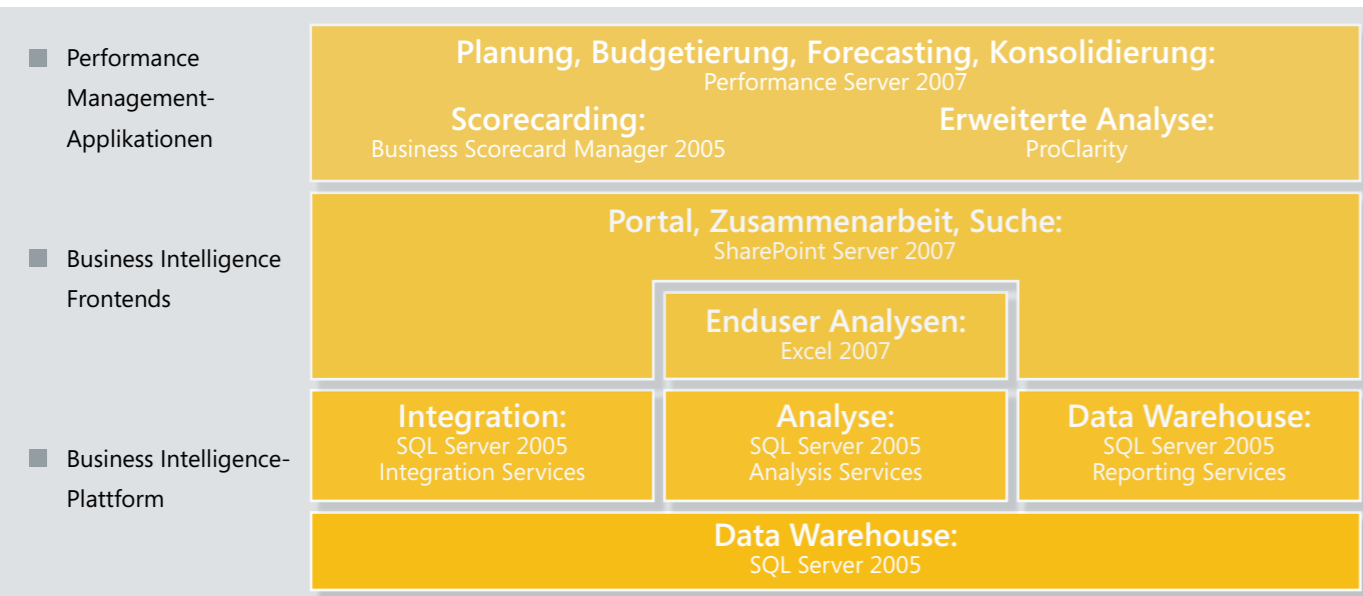 Performance
Management-
Applikationen
Planung, Budgetierung, Forecasting, Konsolidierung:
Performance Server 2007
Scorecarding:
Business Scorecard Manager 2005
Erweiterte Analyse:
ProClarity
Business Intelligence
Frontends
Portal, Zusammenarbeit, Suche:
SharePoint Server 2007
Enduser Analysen:
Excel 2007
Business Intelligence-
Plattform
Integration:
SQL Server 2005
Integration Services
Analyse:
SQL Server 2005
Analysis Services
Data Warehouse:
SQL Server 2005
Reporting Services
Data Warehouse:
SQL Server 2005